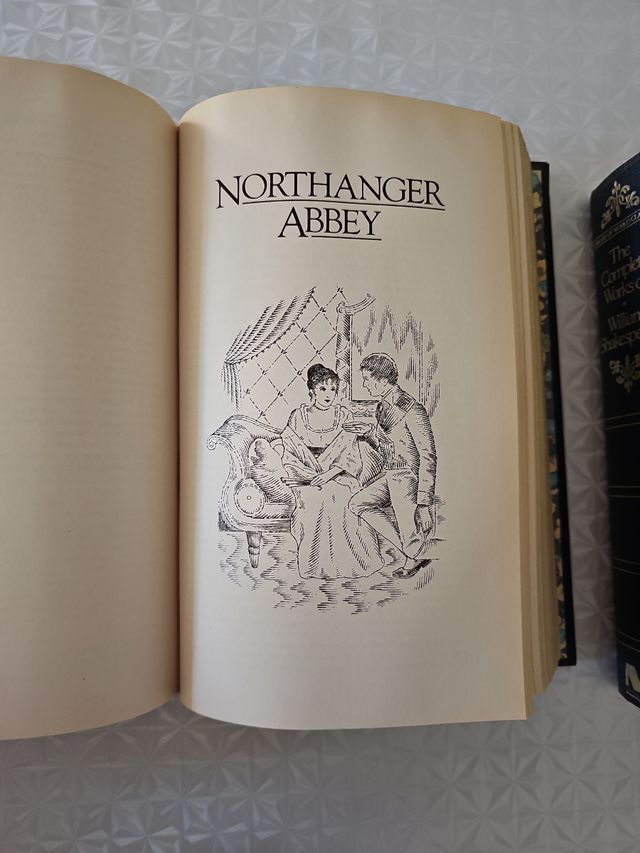 NORTHANGER
ABBEY
The
Complete
Works of
William
Shakespeare